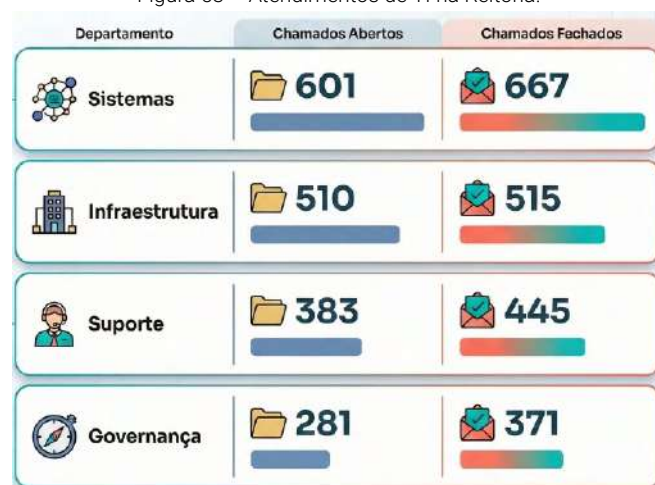 Departamento Chamados Abertos Chamados Fechados
Sistemas 601 667
Infraestrutura 510 515
Suporte 383 445
Governança 281 371